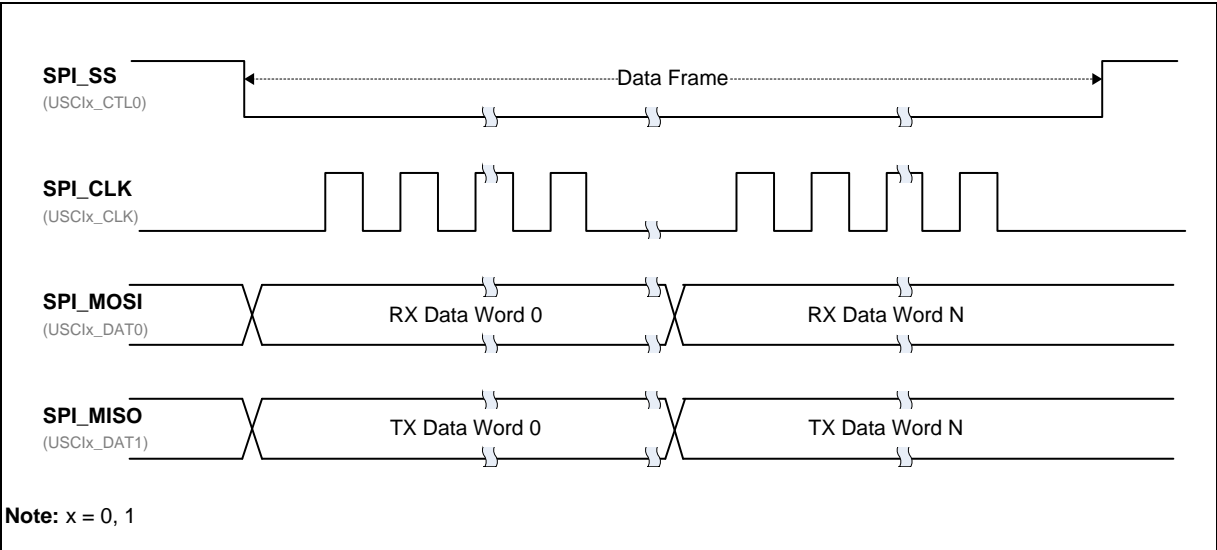 SPI_SS
(USCIx_CTL0)
Data Frame
SPI_CLK
(USCIx_CLK)
SPI_MOSI
(USCIx_DAT0)
RX Data Word 0
RX Data Word N
SPI_MISO
(USCIx_DAT1)
TX Data Word 0
TX Data Word N
Note: x = 0, 1